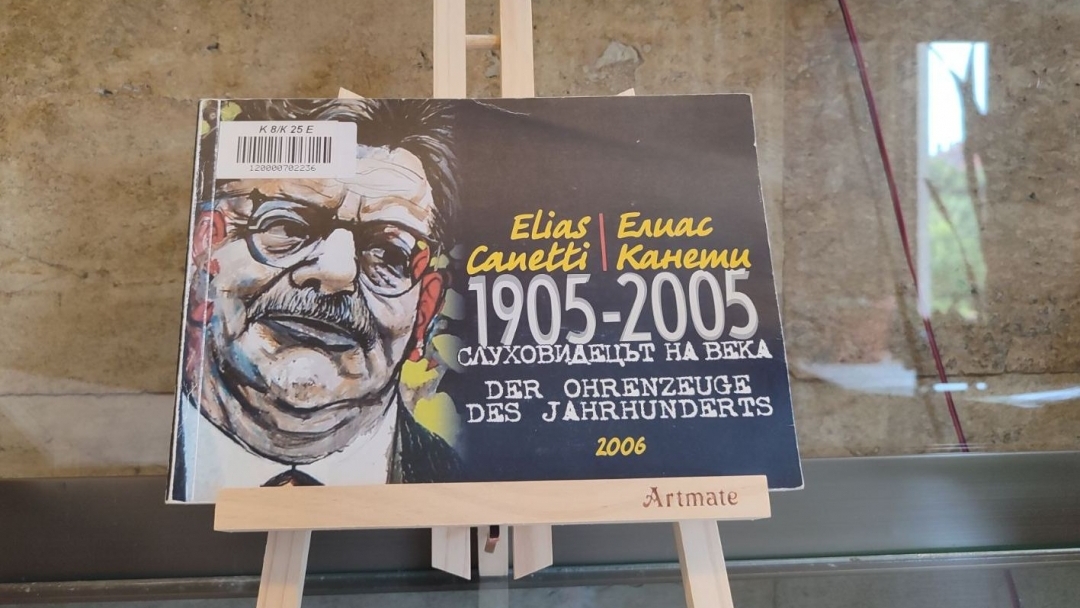 K 8/K 25 E
120000702236
Elias | Елиас
Canetti | Канети
1905-2005
СЛУХОВИДЕЦЪТ НА ВЕКА
DER OHRENZEUGE
DES JAHRHUNDERTS
2006
Artmate